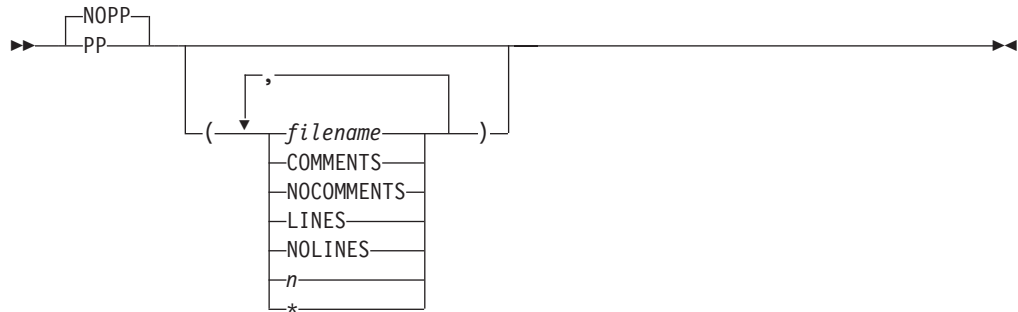 NOPP
PP
,
( filename )
COMMENTS
NOCOMMENTS
LINES
NOLINES
n
*